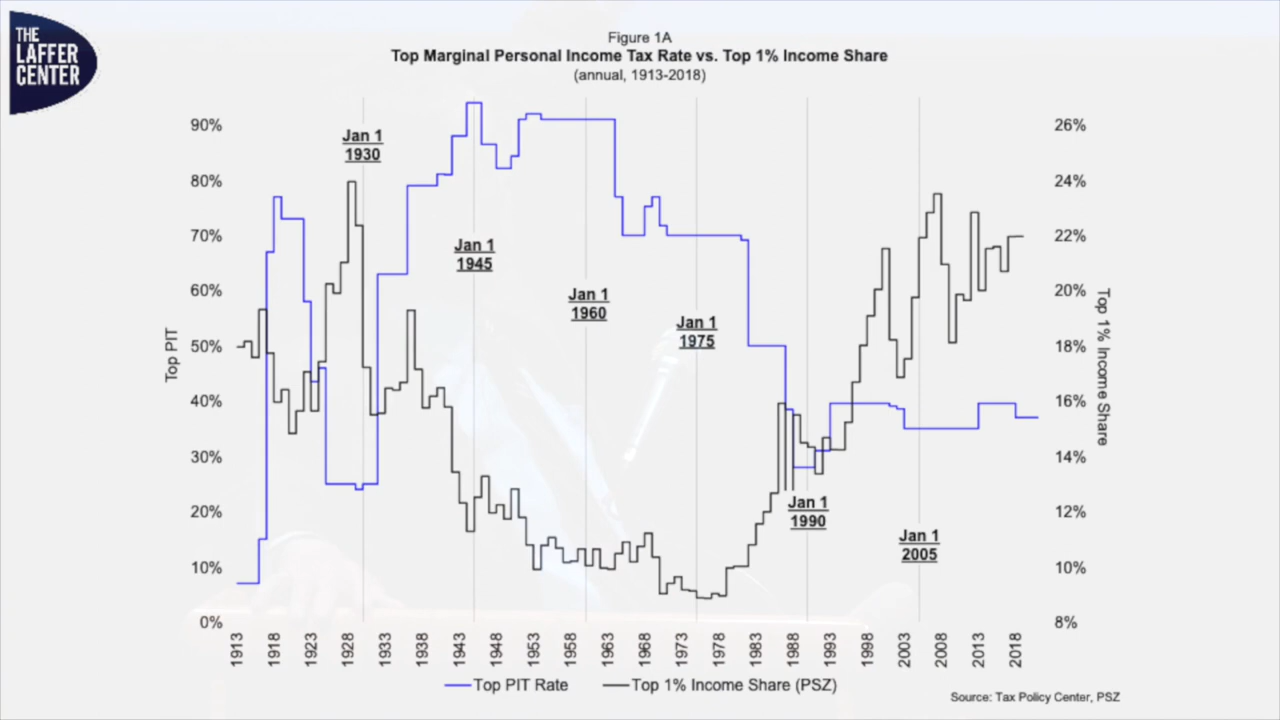 THE
LAFFER
CENTER
Figure 1A
Top Marginal Personal Income Tax Rate vs. Top 1% Income Share
(annual, 1913-2018)
90%
80%
70%
60%
50%
40%
30%
20%
10%
0%
Top PIT
Jan 1
1930
Jan 1
1945
Jan 1
1960
Jan 1
1975
Jan 1
1990
Jan 1
2005
26%
24%
22%
20%
18%
16%
14%
12%
10%
8%
Top 1% Income Share
1913
1918
1923
1928
1933
1938
1943
1948
1953
1958
1963
1968
1973
1978
1983
1988
1993
1998
2003
2008
2013
2018
Top PIT Rate
Top 1% Income Share (PSZ)
Source: Tax Policy Center, PSZ